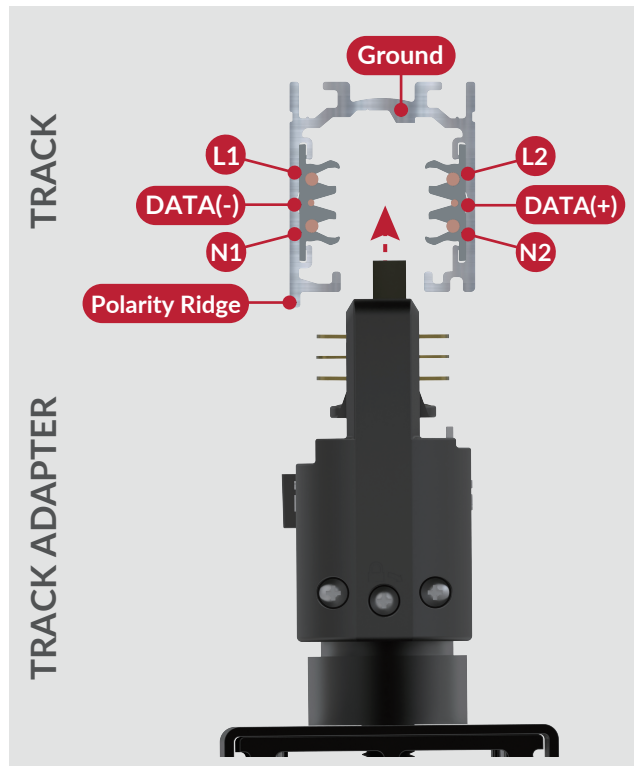 Ground
L1
L2
DATA(-)
DATA(+)
N1
N2
Polarity Ridge
TRACK
TRACK ADAPTER